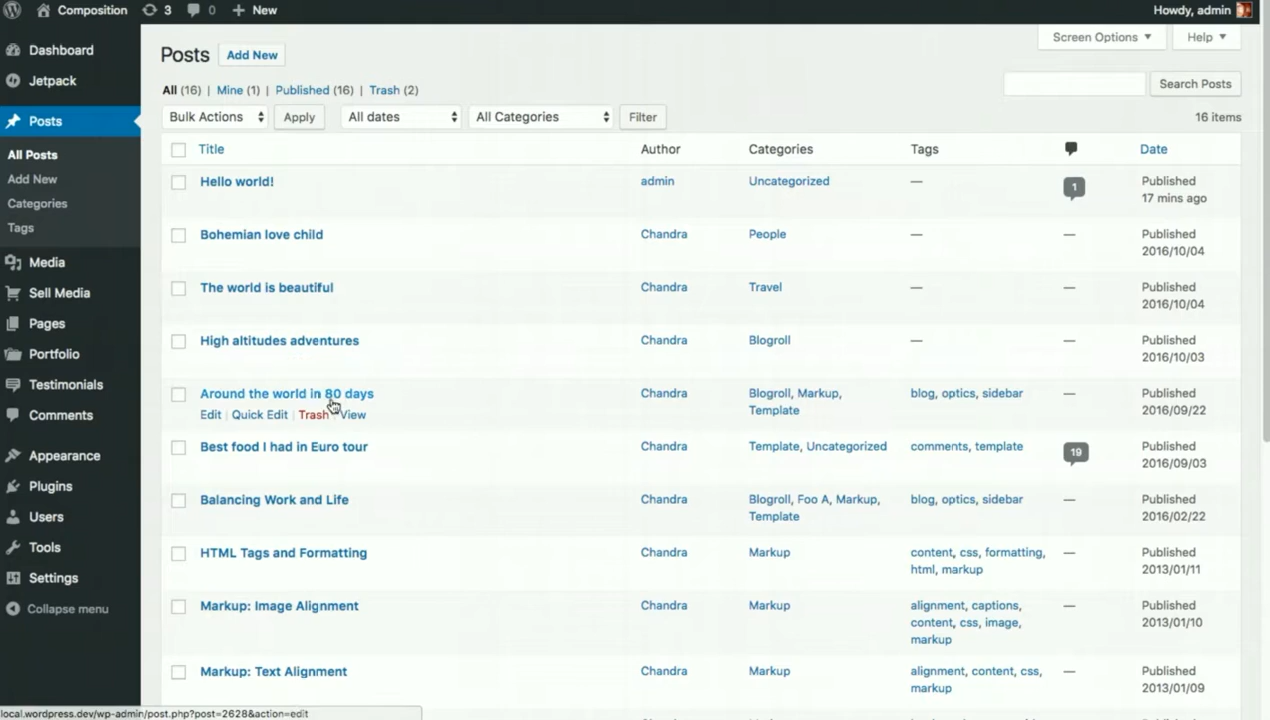 Composition 3 0 New Howdy, admin
Dashboard
Jetpack
Posts
All Posts
Add New
Categories
Tags
Media
Sell Media
Pages
Portfolio
Testimonials
Comments
Appearance
Plugins
Users
Tools
Settings
Collapse menu
Screen Options Help
Posts Add New
All (16) | Mine (1) | Published (16) | Trash (2)
Search Posts
Bulk Actions Apply All dates All Categories Filter 16 items
Title Author Categories Tags Date
Hello world! admin Uncategorized — 1 Published
17 mins ago
Bohemian love child Chandra People — — Published
2016/10/04
The world is beautiful Chandra Travel — — Published
2016/10/04
High altitudes adventures Chandra Blogroll — — Published
2016/10/03
Around the world in 80 days Chandra Blogroll, Markup, blog, optics, sidebar — Published
Template 2016/09/22
Edit | Quick Edit | Trash | View
Best food I had in Euro tour Chandra Template, Uncategorized comments, template 19 Published
2016/09/03
Balancing Work and Life Chandra Blogroll, Foo A, Markup, blog, optics, sidebar — Published
Template 2016/02/22
HTML Tags and Formatting Chandra Markup content, css, formatting, — Published
html, markup 2013/01/11
Markup: Image Alignment Chandra Markup alignment, captions, — Published
content, css, image, 2013/01/10
markup
Markup: Text Alignment Chandra Markup alignment, content, css, — Published
markup 2013/01/09
local.wordpress.dev/wp-admin/post.php?post=2628&action=edit